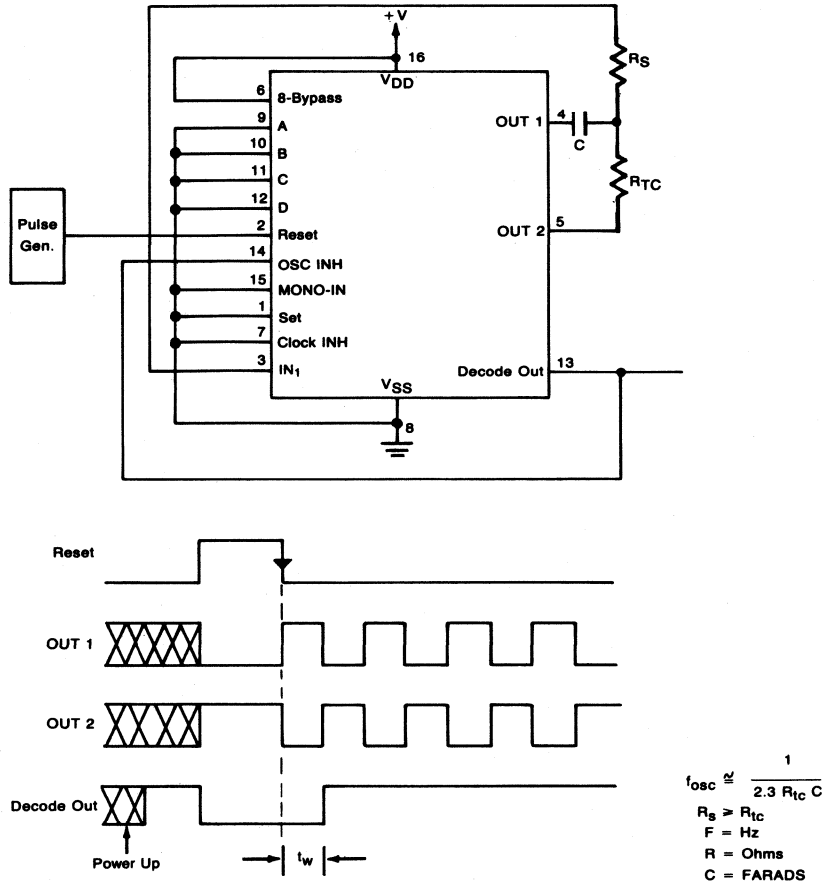 +V
16
VDD
RS
6
8-Bypass
9
A
10
B
11
C
12
D
2
Reset
14
OSC INH
15
MONO-IN
1
Set
7
Clock INH
3
IN1
Pulse
Gen.
OUT 1
4
C
RTC
OUT 2
5
Decode Out
13
VSS
8
Reset
OUT 1
OUT 2
Decode Out
Power Up
tw
fosc ≅ 1 / 2.3 Rtc C
Rs ⩾ Rtc
F = Hz
R = Ohms
C = FARADS